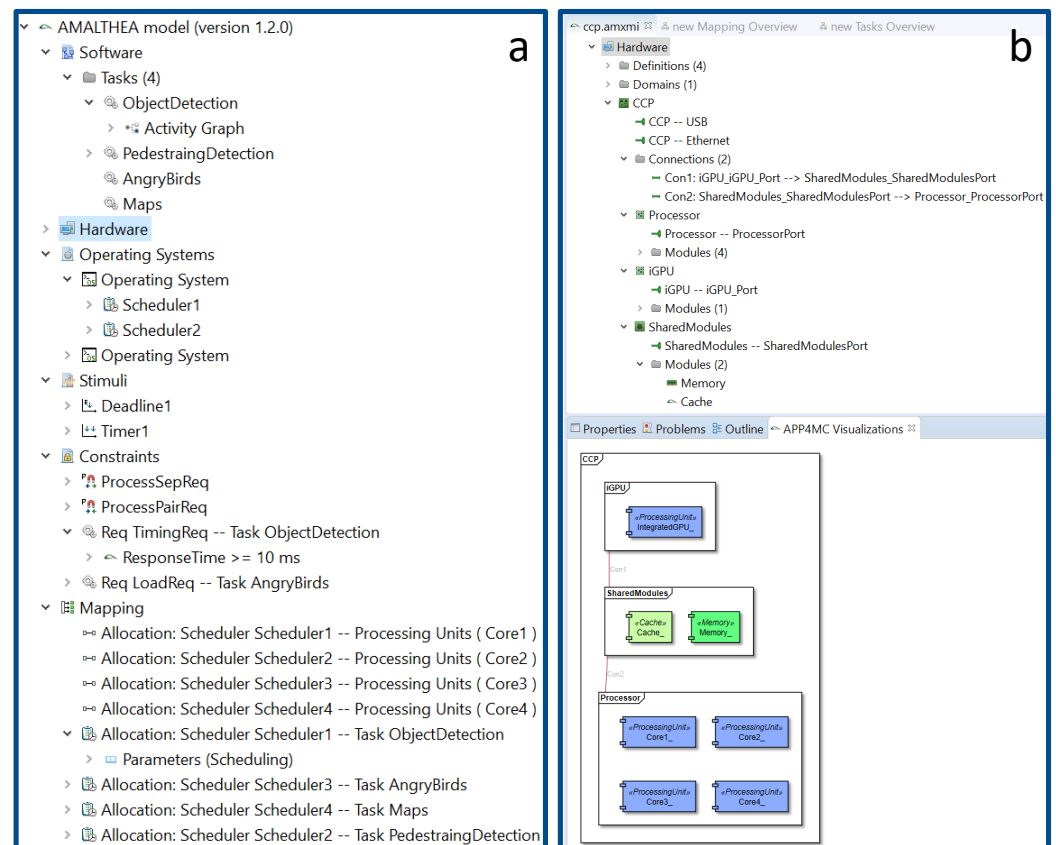 AMALTHEA model (version 1.2.0)
a
Software
Tasks (4)
ObjectDetection
Activity Graph
PedestraingDetection
AngryBirds
Maps
Hardware
Operating Systems
Operating System
Scheduler1
Scheduler2
Operating System
Stimuli
Deadline1
Timer1
Constraints
ProcessSepReq
ProcessPairReq
Req TimingReq -- Task ObjectDetection
ResponseTime >= 10 ms
Req LoadReq -- Task AngryBirds
Mapping
Allocation: Scheduler Scheduler1 -- Processing Units ( Core1 )
Allocation: Scheduler Scheduler2 -- Processing Units ( Core2 )
Allocation: Scheduler Scheduler3 -- Processing Units ( Core3 )
Allocation: Scheduler Scheduler4 -- Processing Units ( Core4 )
Allocation: Scheduler Scheduler1 -- Task ObjectDetection
Parameters (Scheduling)
Allocation: Scheduler Scheduler3 -- Task AngryBirds
Allocation: Scheduler Scheduler4 -- Task Maps
Allocation: Scheduler Scheduler2 -- Task PedestraingDetection
ccp.amxmi new Mapping Overview new Tasks Overview
b
Hardware
Definitions (4)
Domains (1)
CCP
CCP -- USB
CCP -- Ethernet
Connections (2)
Con1: iGPU_iGPU_Port --> SharedModules_SharedModulesPort
Con2: SharedModules_SharedModulesPort --> Processor_ProcessorPort
Processor
Processor -- ProcessorPort
Modules (4)
iGPU
iGPU -- iGPU_Port
Modules (1)
SharedModules
SharedModules -- SharedModulesPort
Modules (2)
Memory
Cache
Properties Problems Outline APP4MC Visualizations
CCP
iGPU
«ProcessingUnit»
IntegratedGPU_
Con1
SharedModules
«Cache» «Memory»
Cache_ Memory_
Con2
Processor
«ProcessingUnit» «ProcessingUnit»
Core1_ Core2_
«ProcessingUnit» «ProcessingUnit»
Core3_ Core4_